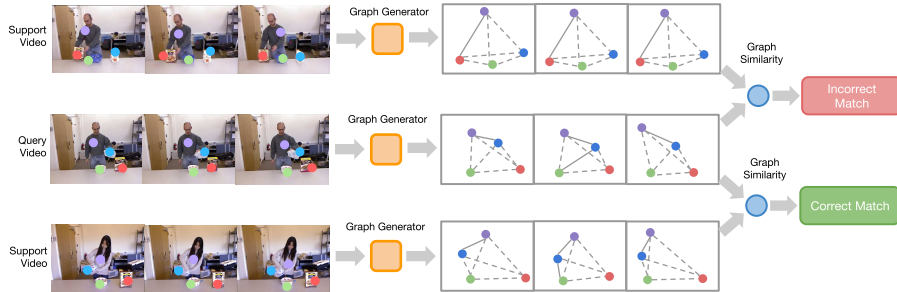 Support
Video
Graph Generator
Graph
Similarity
Incorrect
Match
Query
Video
Graph Generator
Graph
Similarity
Correct Match
Support
Video
Graph Generator